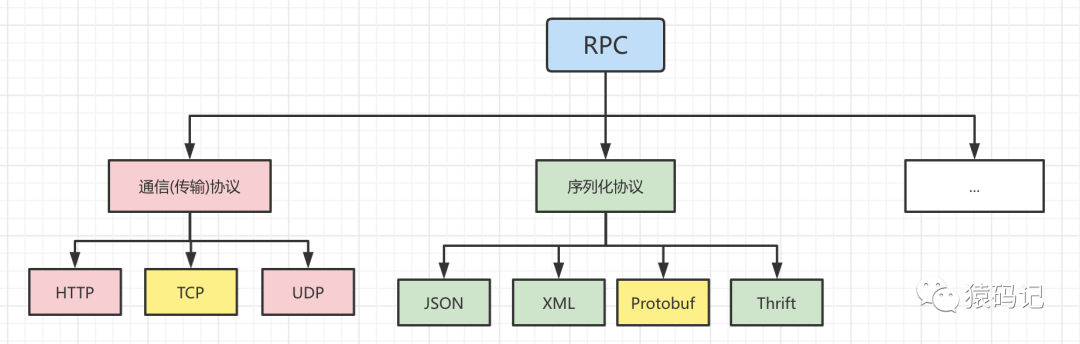 RPC
通信(传输)协议
序列化协议
...
HTTP
TCP
UDP
JSON
XML
Protobuf
Thrift
猿码记